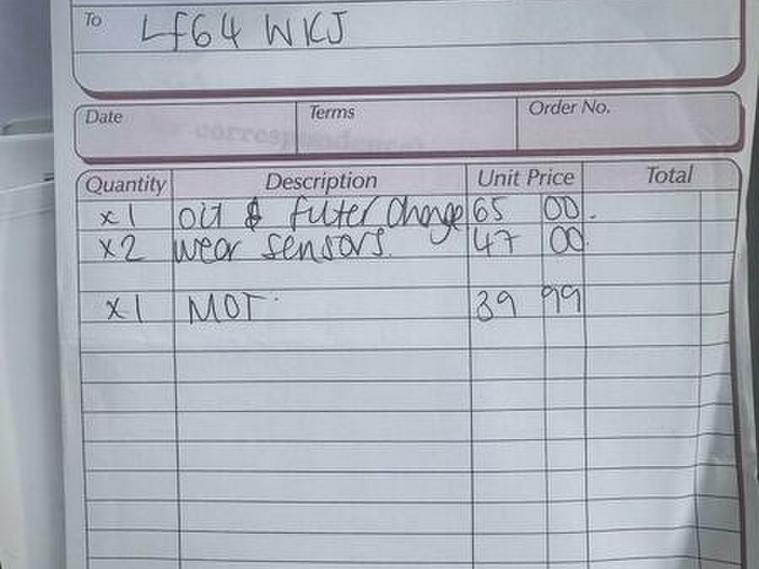 To Lf64 WKJ
Date Terms Order No.
Quantity Description Unit Price Total
x1 oil & filter change 65 00.
x2 wear sensors. 47 00.
x1 MOT 39 99